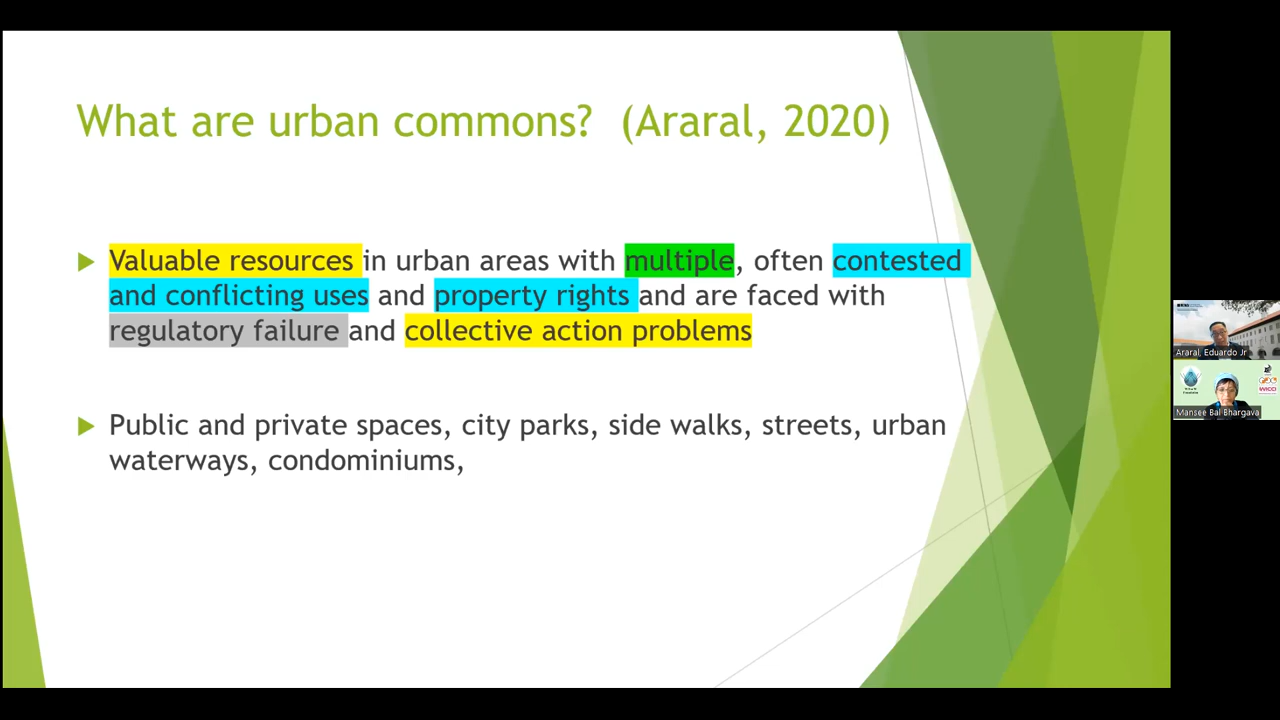 What are urban commons? (Araral, 2020)
Valuable resources in urban areas with multiple, often contested
and conflicting uses and property rights and are faced with
regulatory failure and collective action problems
Public and private spaces, city parks, side walks, streets, urban
waterways, condominiums,
Araral, Eduardo Jr
WICO
Mansee Bal Bhargava